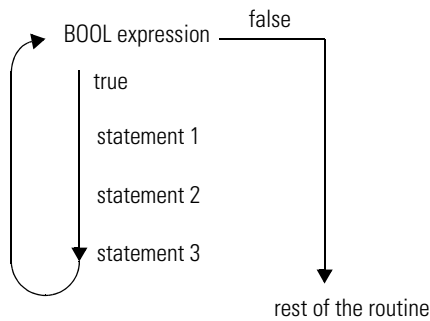 BOOL expression
false
true
statement 1
statement 2
statement 3
rest of the routine